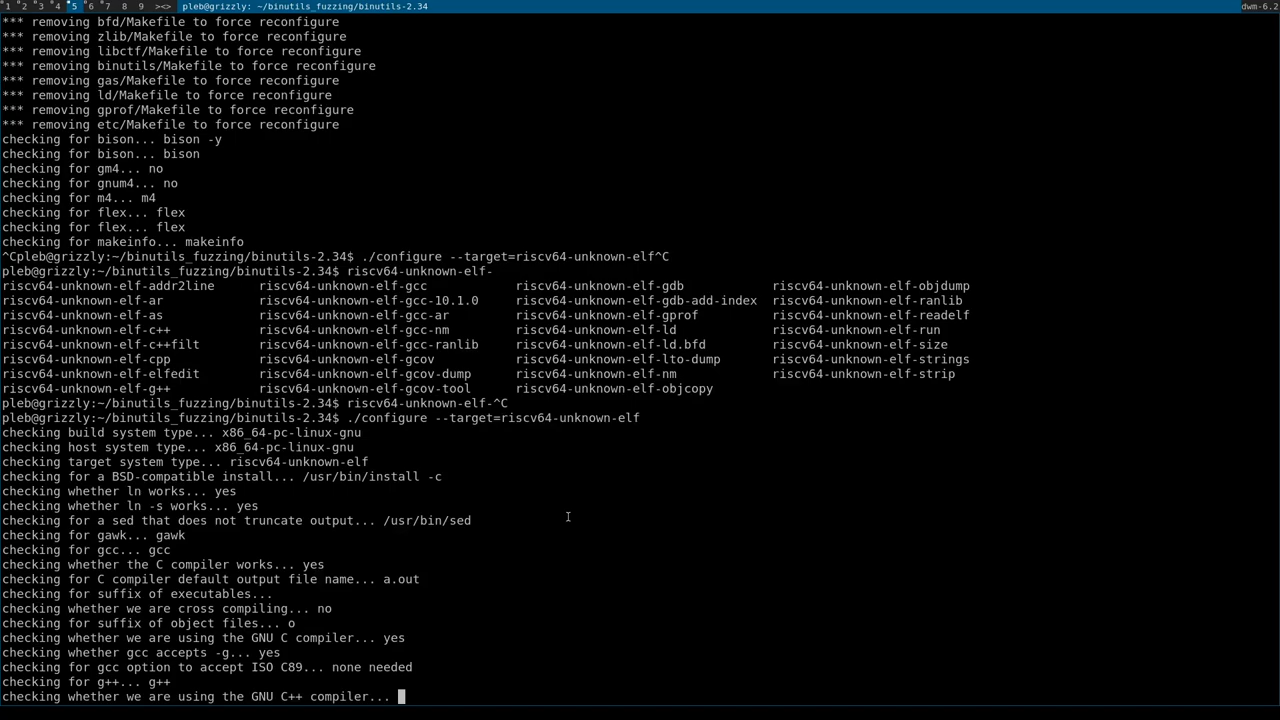 1 2 3 4 5 6 7 8 9 ><> pleb@grizzly: ~/binutils_fuzzing/binutils-2.34 dwm-6.2
*** removing bfd/Makefile to force reconfigure
*** removing zlib/Makefile to force reconfigure
*** removing libctf/Makefile to force reconfigure
*** removing binutils/Makefile to force reconfigure
*** removing gas/Makefile to force reconfigure
*** removing ld/Makefile to force reconfigure
*** removing gprof/Makefile to force reconfigure
*** removing etc/Makefile to force reconfigure
checking for bison... bison -y
checking for bison... bison
checking for gm4... no
checking for gnum4... no
checking for m4... m4
checking for flex... flex
checking for flex... flex
checking for makeinfo... makeinfo
^Cpleb@grizzly:~/binutils_fuzzing/binutils-2.34$ ./configure --target=riscv64-unknown-elf^C
pleb@grizzly:~/binutils_fuzzing/binutils-2.34$ riscv64-unknown-elf-
riscv64-unknown-elf-addr2line riscv64-unknown-elf-gcc riscv64-unknown-elf-gdb riscv64-unknown-elf-objdump
riscv64-unknown-elf-ar riscv64-unknown-elf-gcc-10.1.0 riscv64-unknown-elf-gdb-add-index riscv64-unknown-elf-ranlib
riscv64-unknown-elf-as riscv64-unknown-elf-gcc-ar riscv64-unknown-elf-gprof riscv64-unknown-elf-readelf
riscv64-unknown-elf-c++ riscv64-unknown-elf-gcc-nm riscv64-unknown-elf-ld riscv64-unknown-elf-run
riscv64-unknown-elf-c++filt riscv64-unknown-elf-gcc-ranlib riscv64-unknown-elf-ld.bfd riscv64-unknown-elf-size
riscv64-unknown-elf-cpp riscv64-unknown-elf-gcov riscv64-unknown-elf-lto-dump riscv64-unknown-elf-strings
riscv64-unknown-elf-elfedit riscv64-unknown-elf-gcov-dump riscv64-unknown-elf-nm riscv64-unknown-elf-strip
riscv64-unknown-elf-g++ riscv64-unknown-elf-gcov-tool riscv64-unknown-elf-objcopy
pleb@grizzly:~/binutils_fuzzing/binutils-2.34$ riscv64-unknown-elf-^C
pleb@grizzly:~/binutils_fuzzing/binutils-2.34$ ./configure --target=riscv64-unknown-elf
checking build system type... x86_64-pc-linux-gnu
checking host system type... x86_64-pc-linux-gnu
checking target system type... riscv64-unknown-elf
checking for a BSD-compatible install... /usr/bin/install -c
checking whether ln works... yes
checking whether ln -s works... yes
checking for a sed that does not truncate output... /usr/bin/sed
checking for gawk... gawk
checking for gcc... gcc
checking whether the C compiler works... yes
checking for C compiler default output file name... a.out
checking for suffix of executables...
checking whether we are cross compiling... no
checking for suffix of object files... o
checking whether we are using the GNU C compiler... yes
checking whether gcc accepts -g... yes
checking for gcc option to accept ISO C89... none needed
checking for g++... g++
checking whether we are using the GNU C++ compiler...